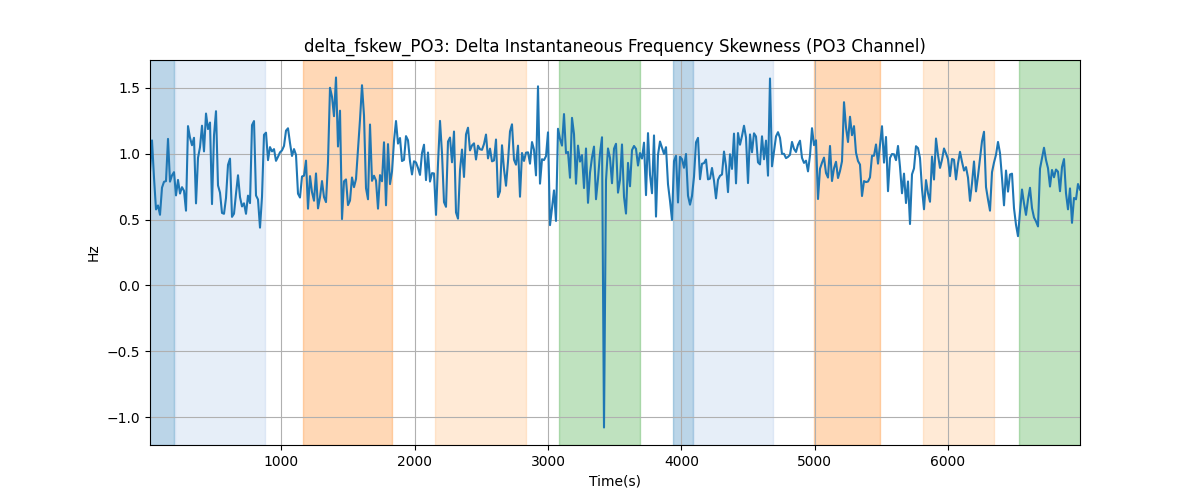 delta_fskew_PO3: Delta Instantaneous Frequency Skewness (PO3 Channel)
1.5
1.0
0.5
0.0
−0.5
−1.0
Hz
1000 2000 3000 4000 5000 6000
Time(s)